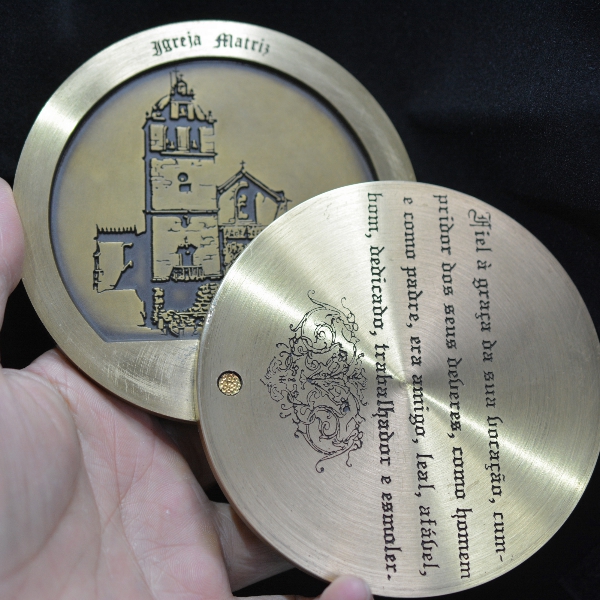 Igreja Matriz
Fiel à graça da sua vocação, cum-
pridor dos seus deveres, como homem
e como padre, era amigo, leal, afável,
bom, dedicado, trabalhador e esmoler.